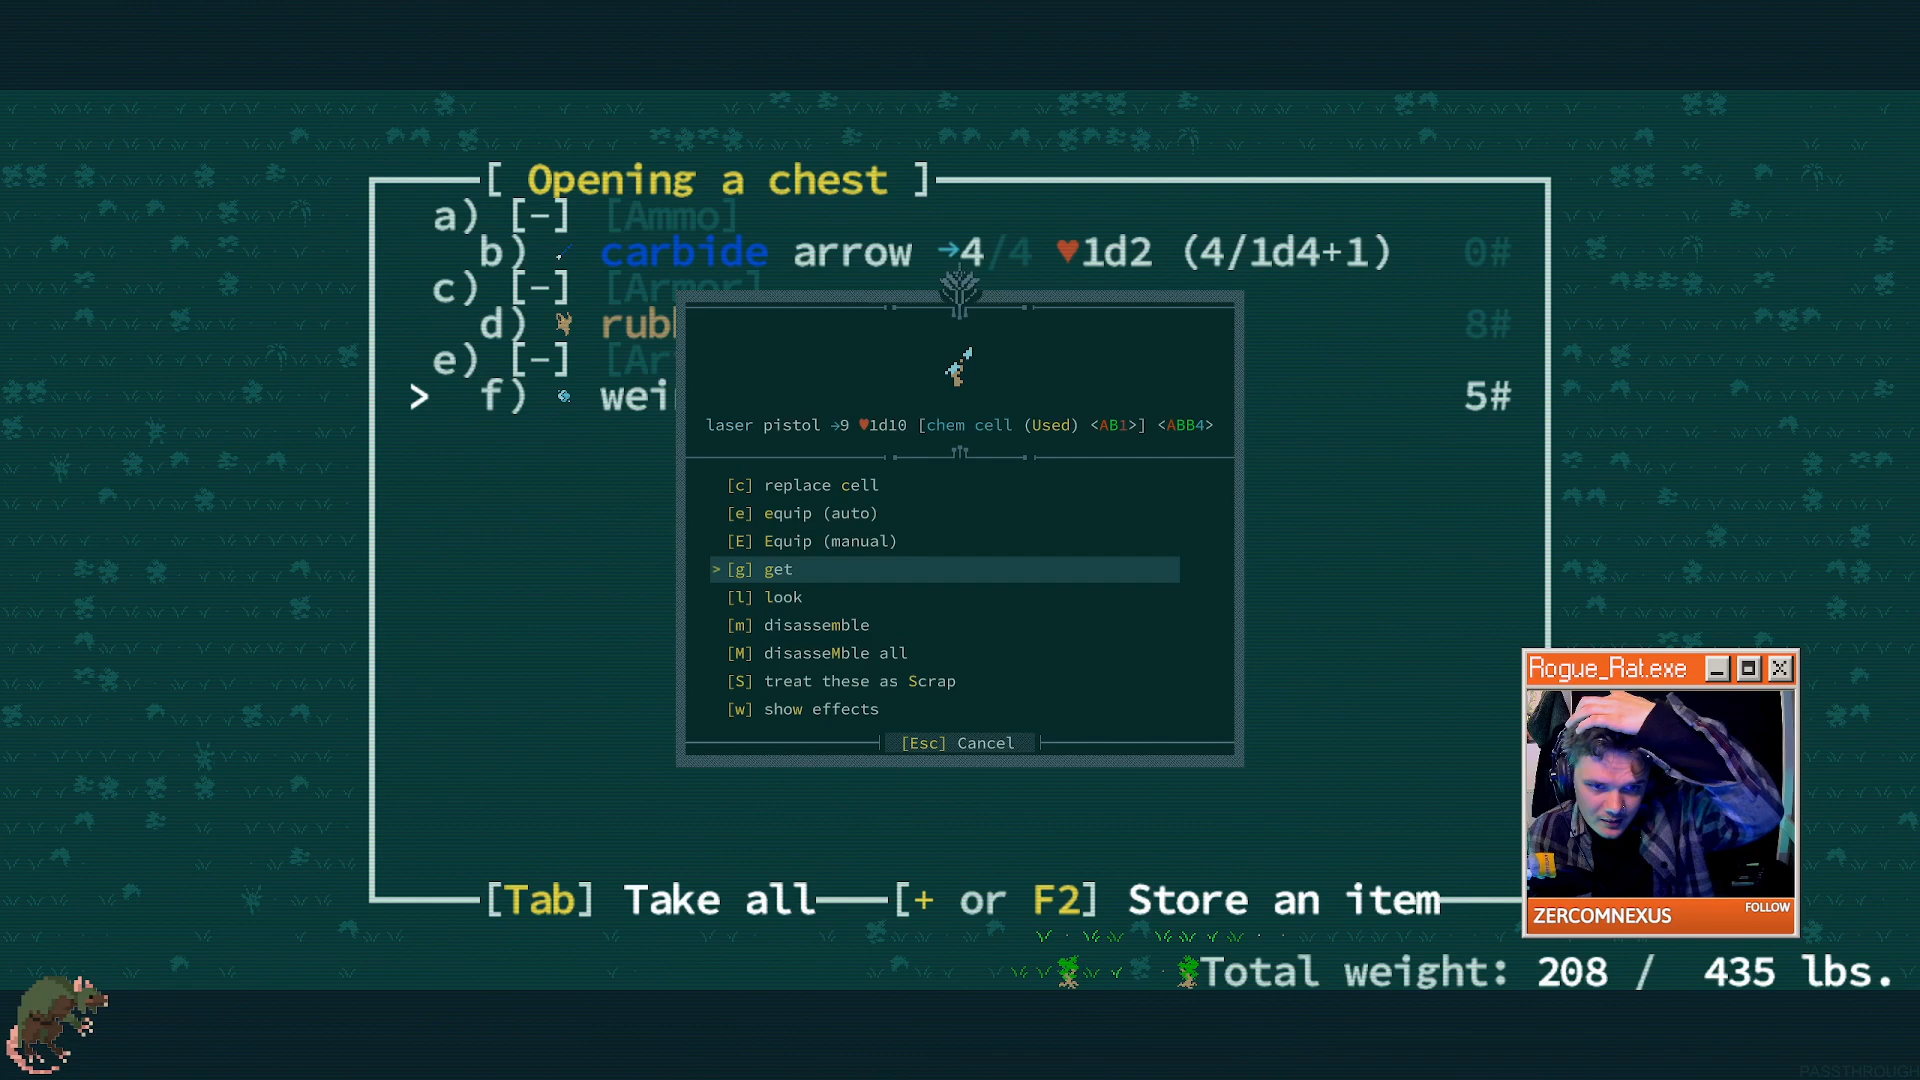 [ Opening a chest ]
a) [-] [Ammo]
b) carbide arrow →4/4 ♥1d2 (4/1d4+1) 0#
c) [-] [Armor]
d) 8#
e) [-]
> f) 5#
laser pistol →9 ♥1d10 [chem cell (Used) <AB1>] <ABB4>
[c] replace cell
[e] equip (auto)
[E] Equip (manual)
> [g] get
[l] look
[m] disassemble
[M] disasseMble all
[S] treat these as Scrap
[w] show effects
[Esc] Cancel
[Tab] Take all [+ or F2] Store an item
Total weight: 208 / 435 lbs.
Rogue_Rat.exe
ZERCOMNEXUS FOLLOW
PASSTHROUGH